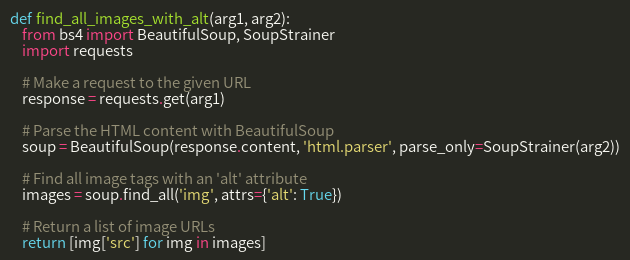 def find_all_images_with_alt(arg1, arg2):
from bs4 import BeautifulSoup, SoupStrainer
import requests
# Make a request to the given URL
response = requests.get(arg1)
# Parse the HTML content with BeautifulSoup
soup = BeautifulSoup(response.content, 'html.parser', parse_only=SoupStrainer(arg2))
# Find all image tags with an 'alt' attribute
images = soup.find_all('img', attrs={'alt': True})
# Return a list of image URLs
return [img['src'] for img in images]